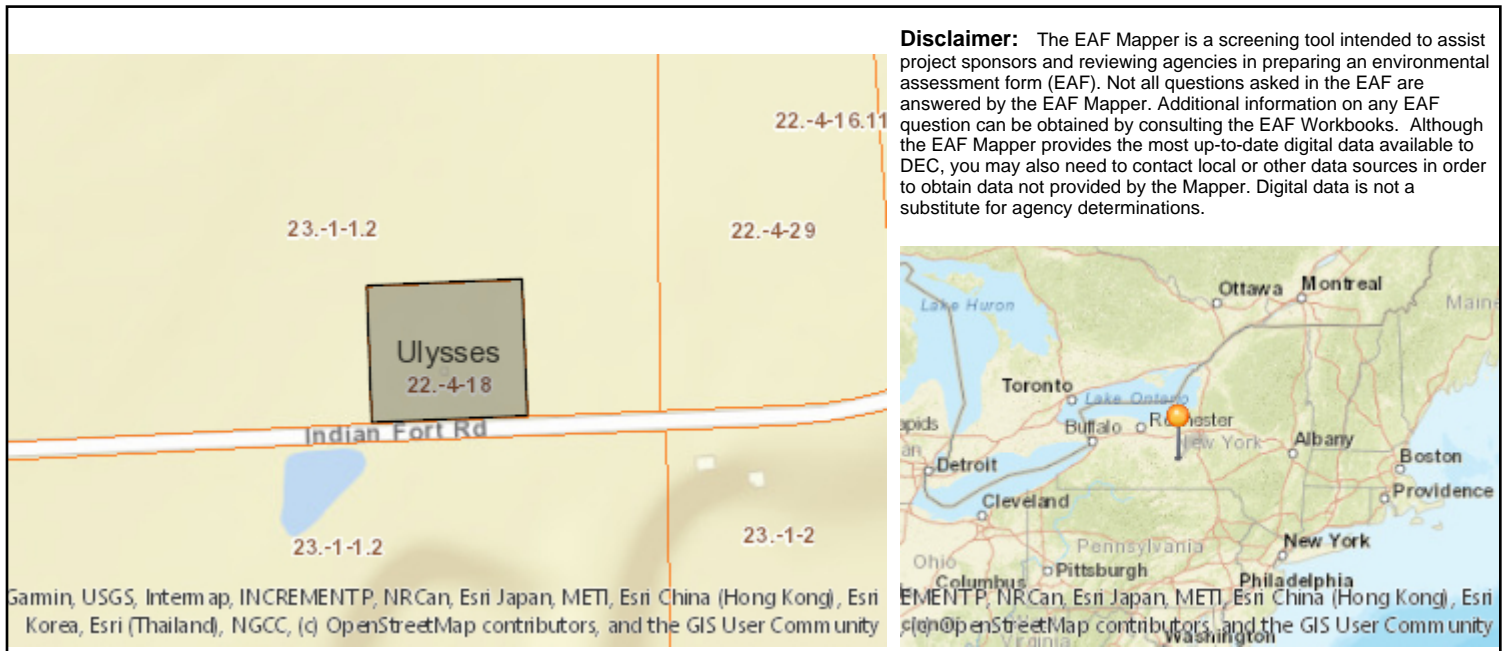 Disclaimer: The EAF Mapper is a screening tool intended to assist
project sponsors and reviewing agencies in preparing an environmental
assessment form (EAF). Not all questions asked in the EAF are
answered by the EAF Mapper. Additional information on any EAF
question can be obtained by consulting the EAF Workbooks. Although
the EAF Mapper provides the most up-to-date digital data available to
DEC, you may also need to contact local or other data sources in order
to obtain data not provided by the Mapper. Digital data is not a
substitute for agency determinations.
22.-4-16.11
23.-1-1.2
22.-4-29
Ulysses
22.-4-18
Indian Fort Rd
23.-1-1.2
23.-1-2
Garmin, USGS, Intermap, INCREMENT P, NRCan, Esri Japan, METI, Esri China (Hong Kong), Esri
Korea, Esri (Thailand), NGCC, (c) OpenStreetMap contributors, and the GIS User Community
Ottawa
Montreal
Maine
Lake Huron
Toronto
Lake Ontario
apids
Buffalo
New York
Albany
an
Detroit
Boston
Providence
Cleveland
New York
Pennsylvania
Ohio
Pittsburgh
Columbus
Philadelphia
EMENT P, NRCan, Esri Japan, METI, Esri China (Hong Kong), Esri
(c) OpenStreetMap contributors, and the GIS User Community
Virginia
Washington